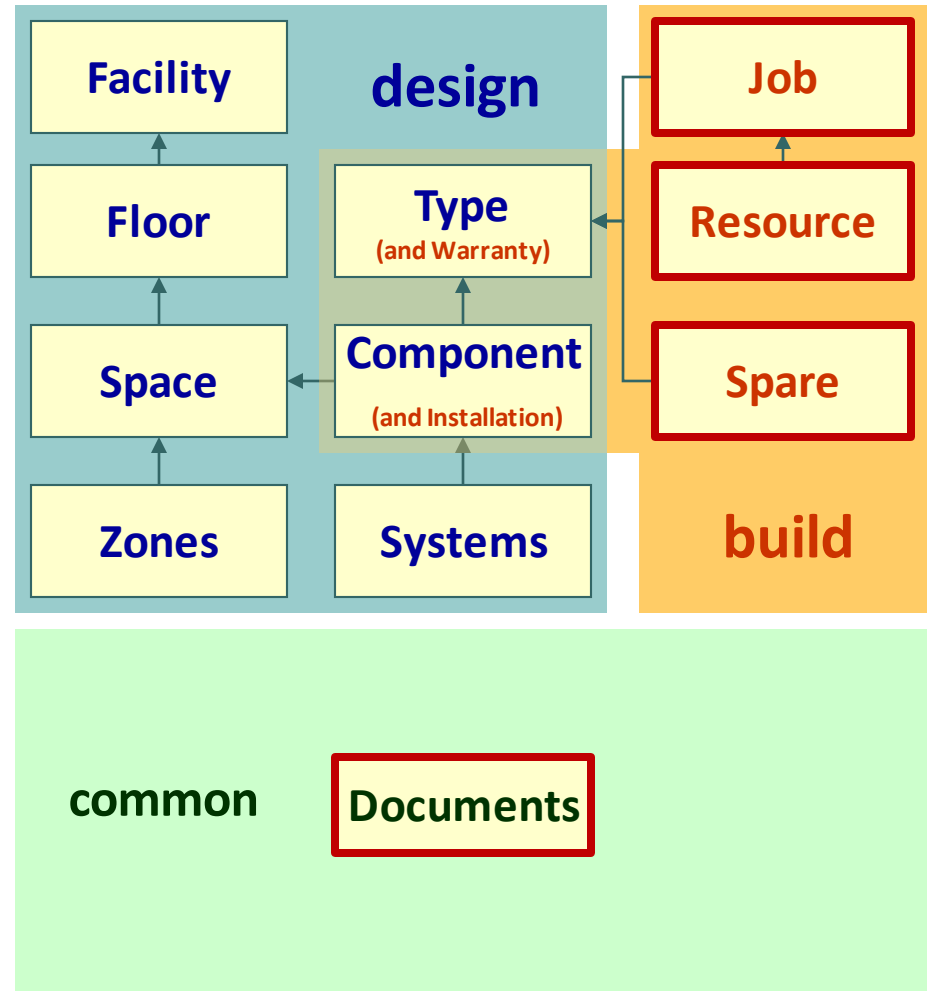 Facility
design
Job
Floor
Type
(and Warranty)
Resource
Space
Component
(and Installation)
Spare
Zones
Systems
build
common
Documents